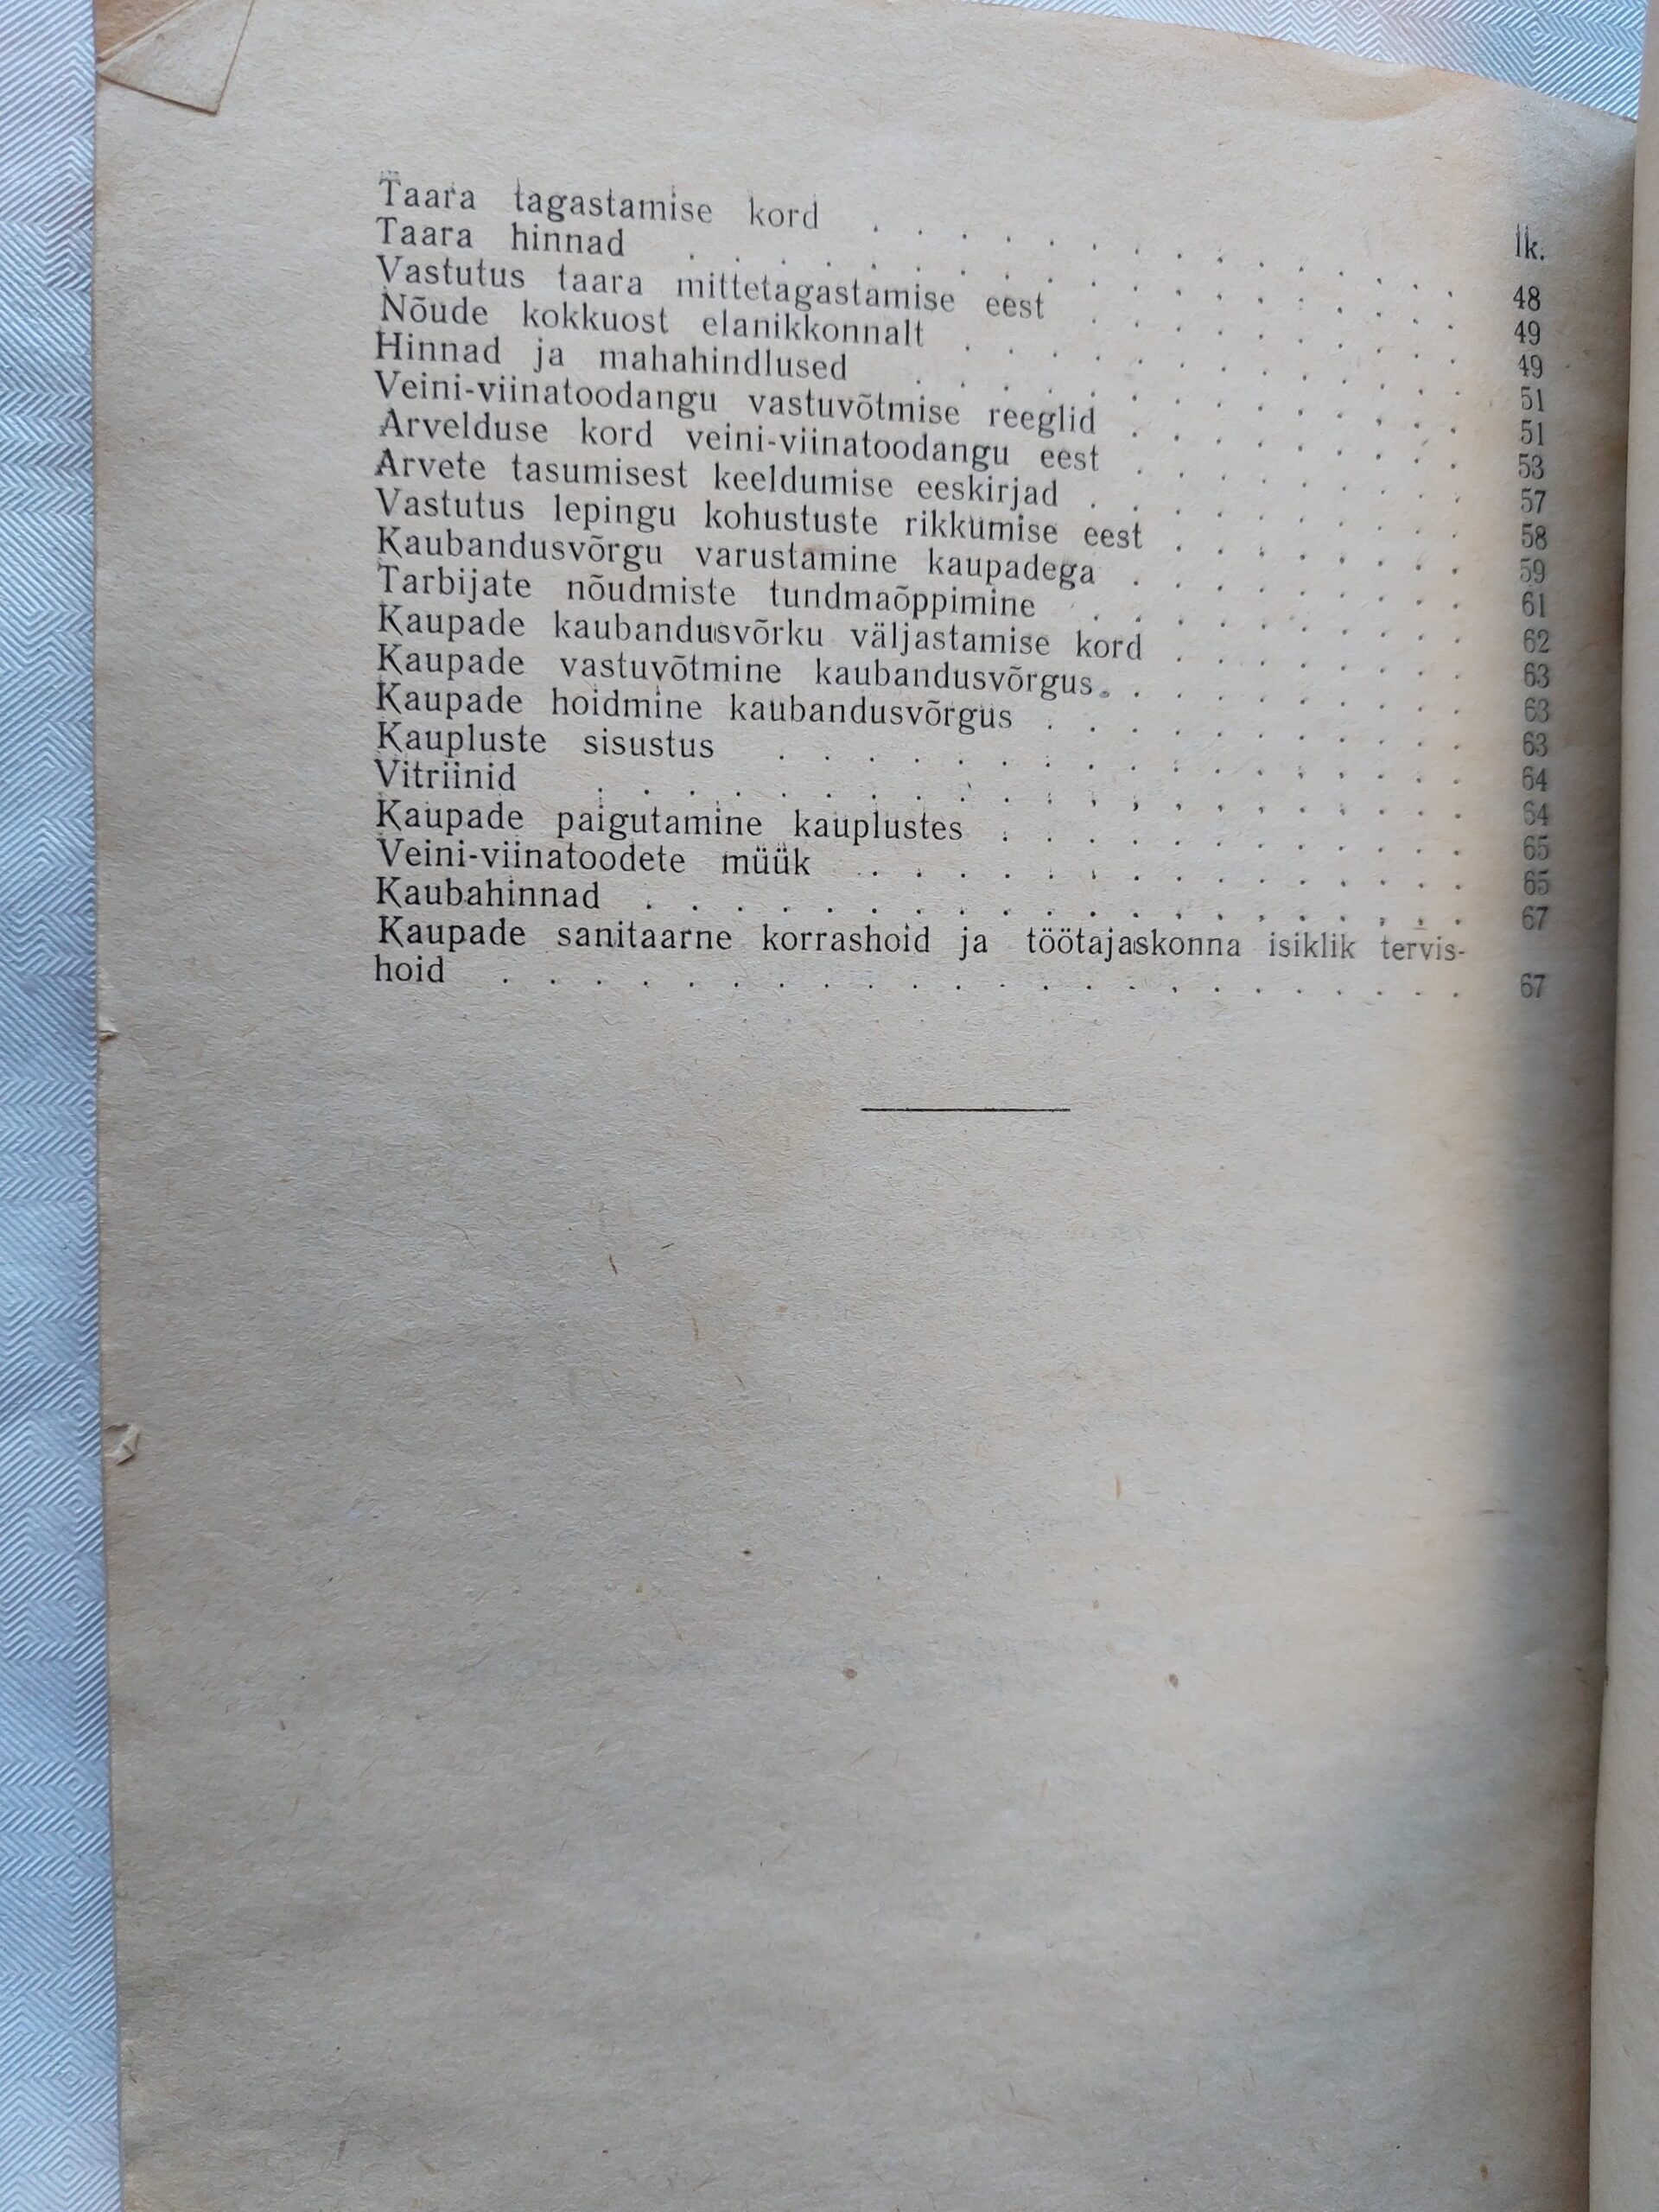 lk.
Taara tagastamise kord . . . . . . . . . . . . . . 48
Taara hinnad . . . . . . . . . . . . . . . . . . 49
Vastutus taara mittetagastamise eest . . . . . . . . . 49
Nõude kokkuost elanikkonnalt . . . . . . . . . . . . 51
Hinnad ja mahahindlused . . . . . . . . . . . . . 51
Veini-viinatoodangu vastuvõtmise reeglid . . . . . . . . 53
Arvelduse kord veini-viinatoodangu eest . . . . . . . . 57
Arvete tasumisest keeldumise eeskirjad . . . . . . . . . 58
Vastutus lepingu kohustuste rikkumise eest . . . . . . . 59
Kaubandusvõrgu varustamine kaupadega . . . . . . . . 61
Tarbijate nõudmiste tundmaõppimine . . . . . . . . . 62
Kaupade kaubandusvõrku väljastamise kord . . . . . . . 63
Kaupade vastuvõtmine kaubandusvõrgus . . . . . . . . . 63
Kaupade hoidmine kaubandusvõrgus . . . . . . . . . . 63
Kaupluste sisustus . . . . . . . . . . . . . . . . 64
Vitriinid . . . . . . . . . . . . . . . . . . . . 64
Kaupade paigutamine kauplustes . . . . . . . . . . . 65
Veini-viinatoodete müük . . . . . . . . . . . . . . 65
Kaubahinnad . . . . . . . . . . . . . . . . . . . 67
Kaupade sanitaarne korrashoid ja töötajaskonna isiklik tervis-
hoid . . . . . . . . . . . . . . . . . . . . . . . 67